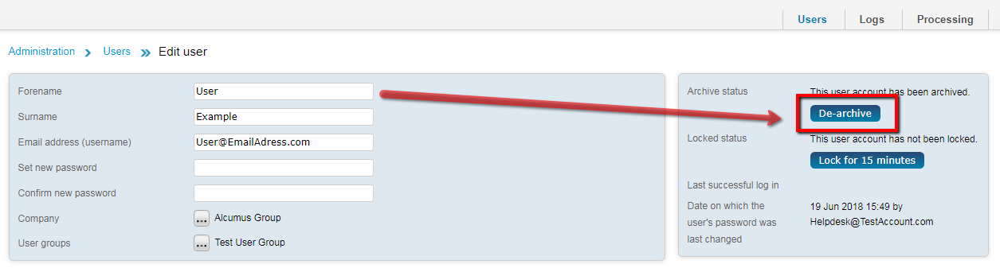 Users Logs Processing
Administration Users Edit user
Forename User
Surname Example
Email address (username) User@EmailAdress.com
Set new password
Confirm new password
Company ... Alcumus Group
User groups ... Test User Group
Archive status This user account has been archived.
De-archive
Locked status This user account has not been locked.
Lock for 15 minutes
Last successful log in
Date on which the 19 Jun 2018 15:49 by
user's password was Helpdesk@TestAccount.com
last changed